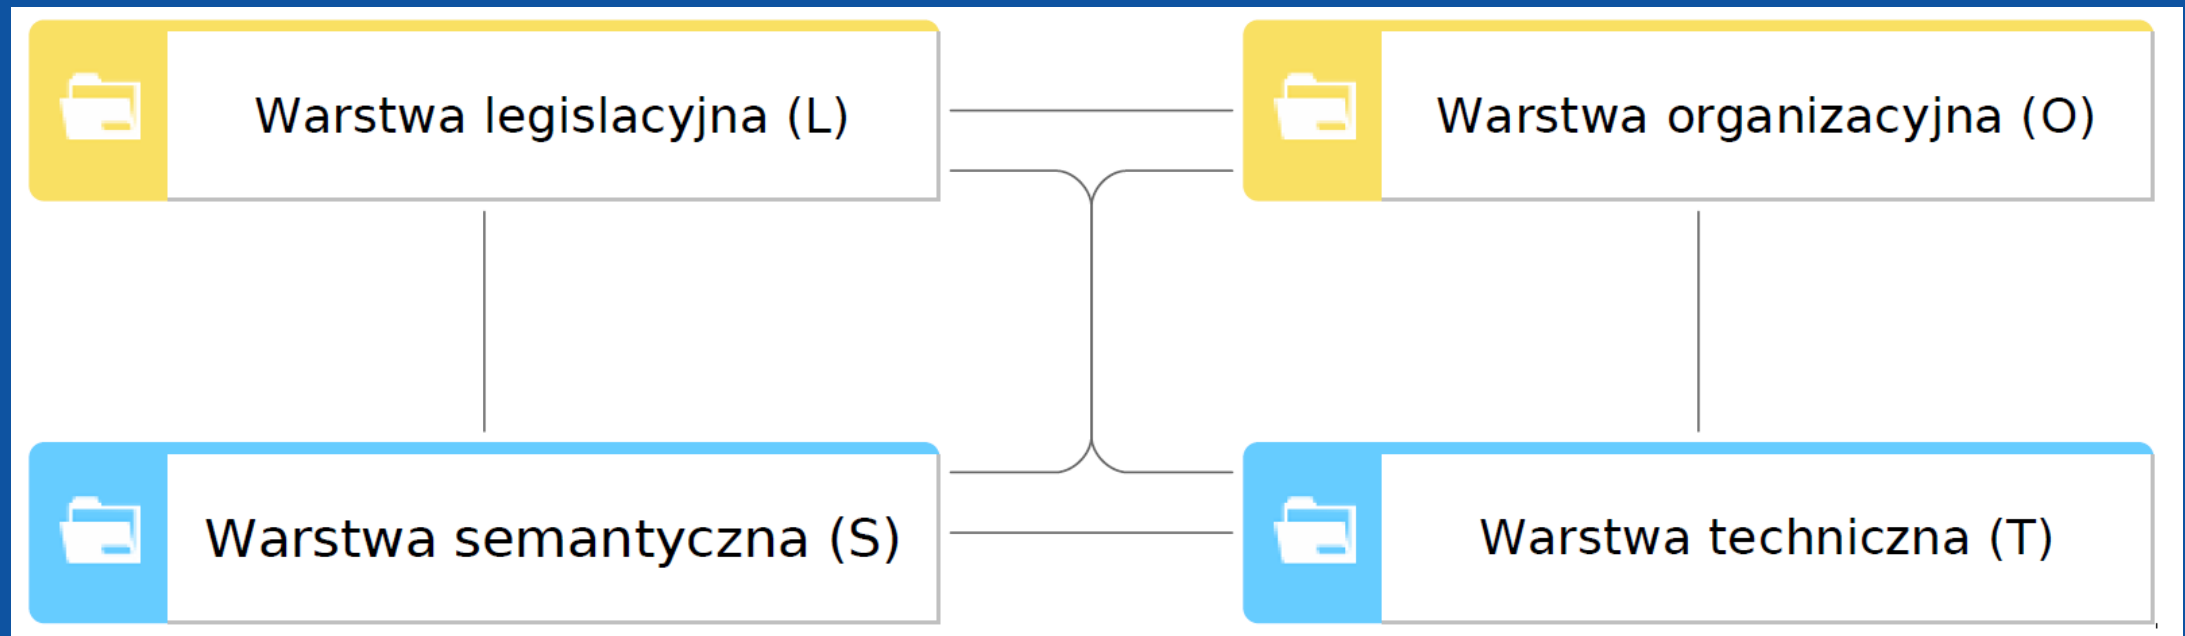 Warstwa legislacyjna (L)
Warstwa organizacyjna (O)
Warstwa semantyczna (S)
Warstwa techniczna (T)